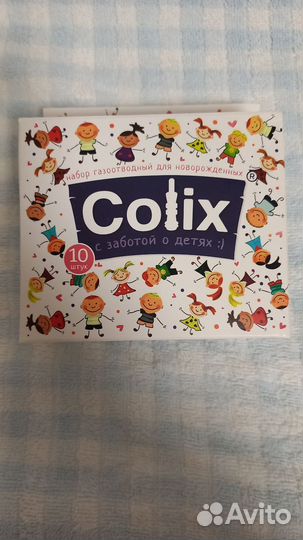 набор газоотводный для новорожденных
Colix®
с заботой о детях :)
10
штук
Avito